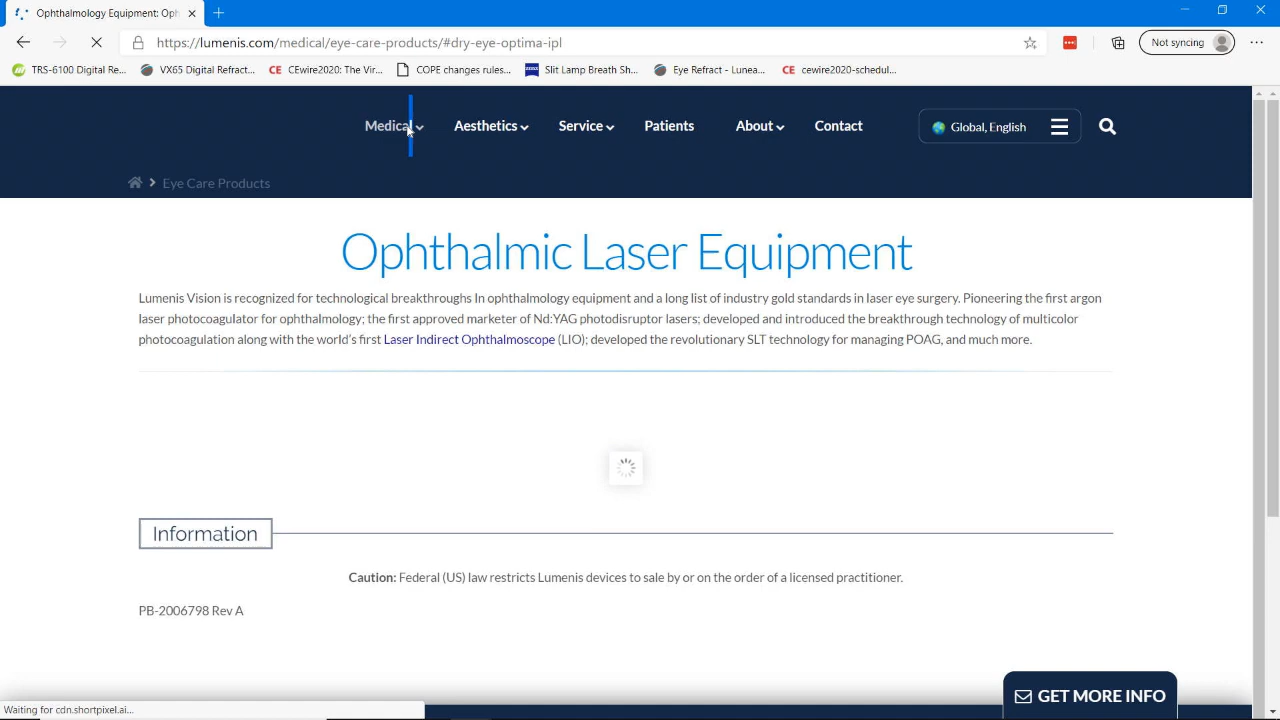 Ophthalmology Equipment: Oph
https://lumenis.com/medical/eye-care-products/#dry-eye-optima-ipl
Not syncing
TRS-6100 Digital Re...
VX65 Digital Refract...
CEwire2020: The Vir...
COPE changes rules...
Slit Lamp Breath Sh...
Eye Refract - Lunea...
cewire2020-schedul...
Medical
Aesthetics
Service
Patients
About
Contact
Global, English
Eye Care Products
Ophthalmic Laser Equipment
Lumenis Vision is recognized for technological breakthroughs In ophthalmology equipment and a long list of industry gold standards in laser eye surgery. Pioneering the first argon
laser photocoagulator for ophthalmology; the first approved marketer of Nd:YAG photodisruptor lasers; developed and introduced the breakthrough technology of multicolor
photocoagulation along with the world's first Laser Indirect Ophthalmoscope (LIO); developed the revolutionary SLT technology for managing POAG, and much more.
Information
Caution: Federal (US) law restricts Lumenis devices to sale by or on the order of a licensed practitioner.
PB-2006798 Rev A
GET MORE INFO
Waiting for cdn.shortpixel.ai...